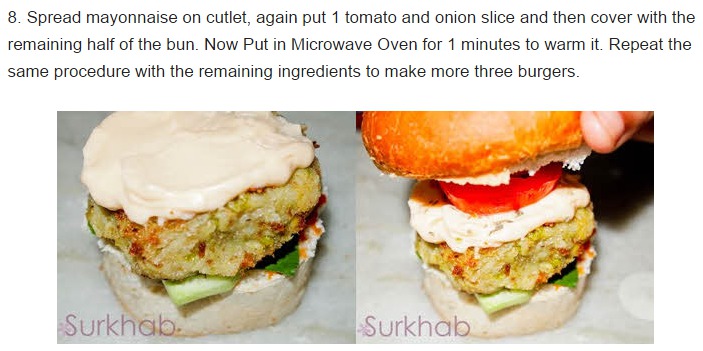 8. Spread mayonnaise on cutlet, again put 1 tomato and onion slice and then cover with the
remaining half of the bun. Now Put in Microwave Oven for 1 minutes to warm it. Repeat the
same procedure with the remaining ingredients to make more three burgers.
Surkhab
Surkhab